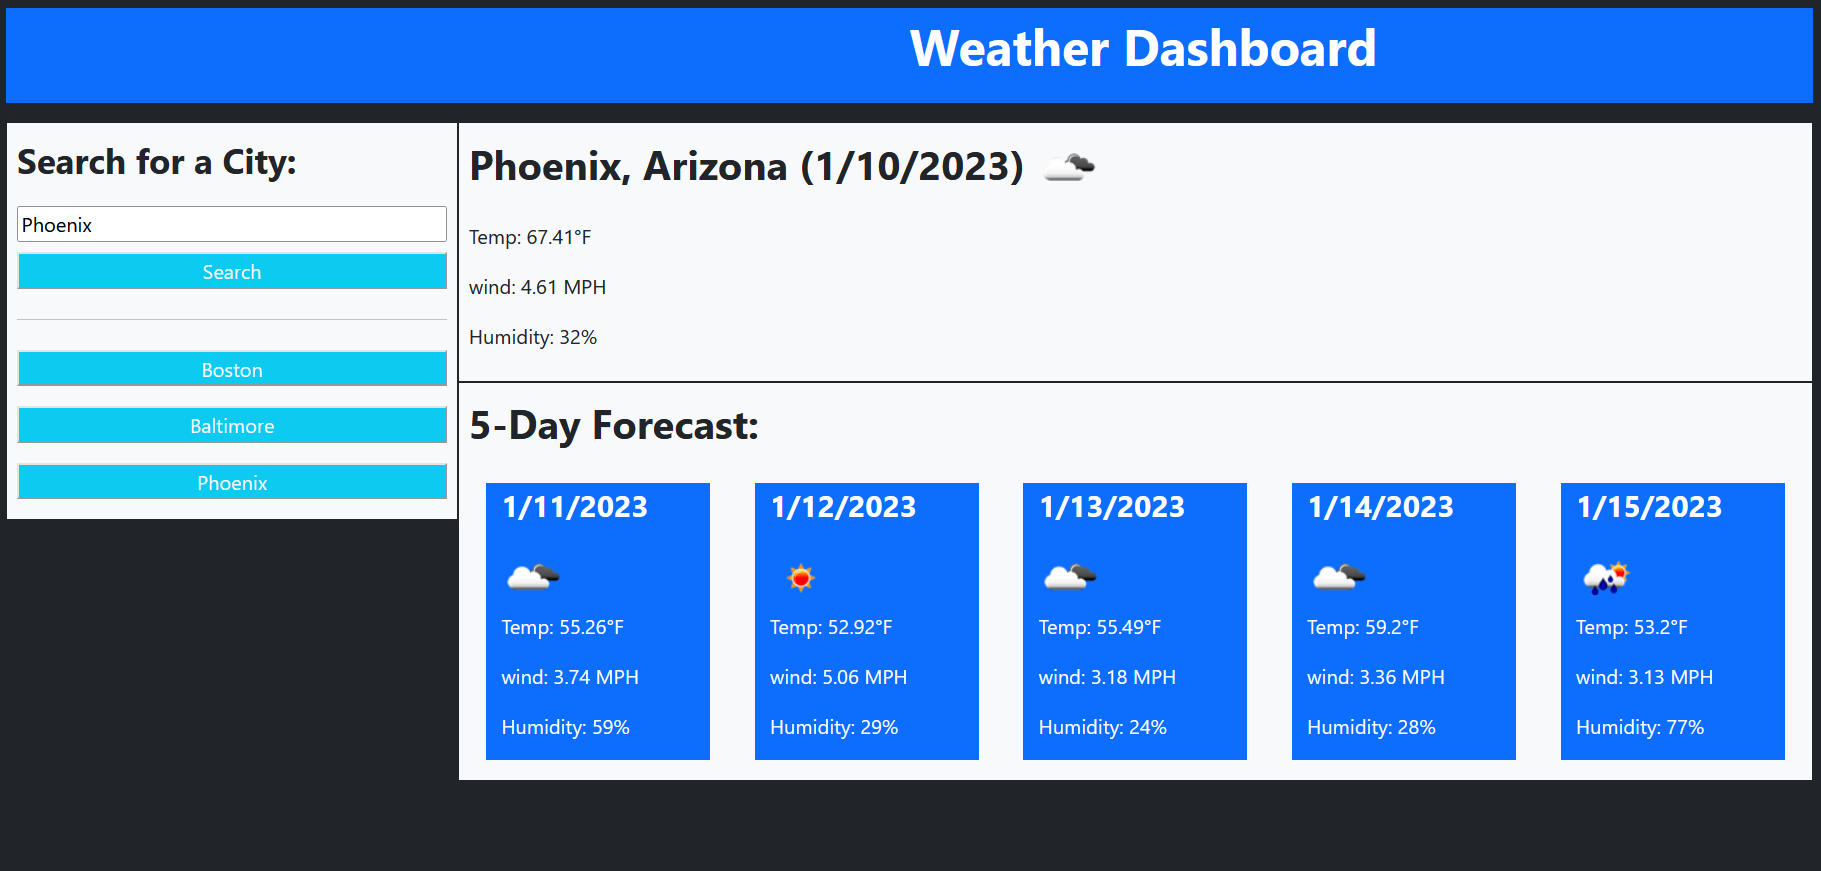 Weather Dashboard
Search for a City:
Phoenix
Search
Boston
Baltimore
Phoenix
Phoenix, Arizona (1/10/2023)
Temp: 67.41°F
wind: 4.61 MPH
Humidity: 32%
5-Day Forecast:
1/11/2023
Temp: 55.26°F
wind: 3.74 MPH
Humidity: 59%
1/12/2023
Temp: 52.92°F
wind: 5.06 MPH
Humidity: 29%
1/13/2023
Temp: 55.49°F
wind: 3.18 MPH
Humidity: 24%
1/14/2023
Temp: 59.2°F
wind: 3.36 MPH
Humidity: 28%
1/15/2023
Temp: 53.2°F
wind: 3.13 MPH
Humidity: 77%